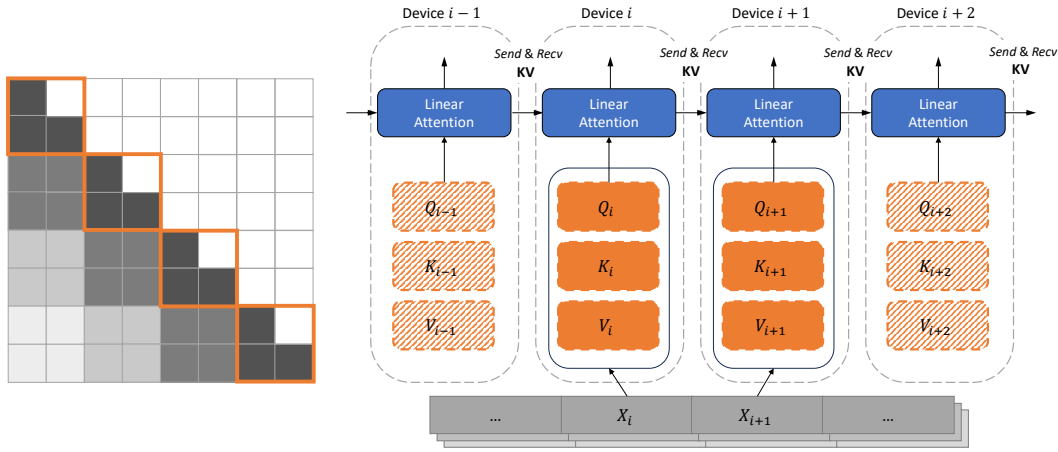 Device i − 1
Device i
Device i + 1
Device i + 2
Send & Recv
KV
Send & Recv
KV
Send & Recv
KV
Send & Recv
KV
Linear
Attention
Linear
Attention
Linear
Attention
Linear
Attention
Q_{i−1}
Q_i
Q_{i+1}
Q_{i+2}
K_{i−1}
K_i
K_{i+1}
K_{i+2}
V_{i−1}
V_i
V_{i+1}
V_{i+2}
...
X_i
X_{i+1}
...